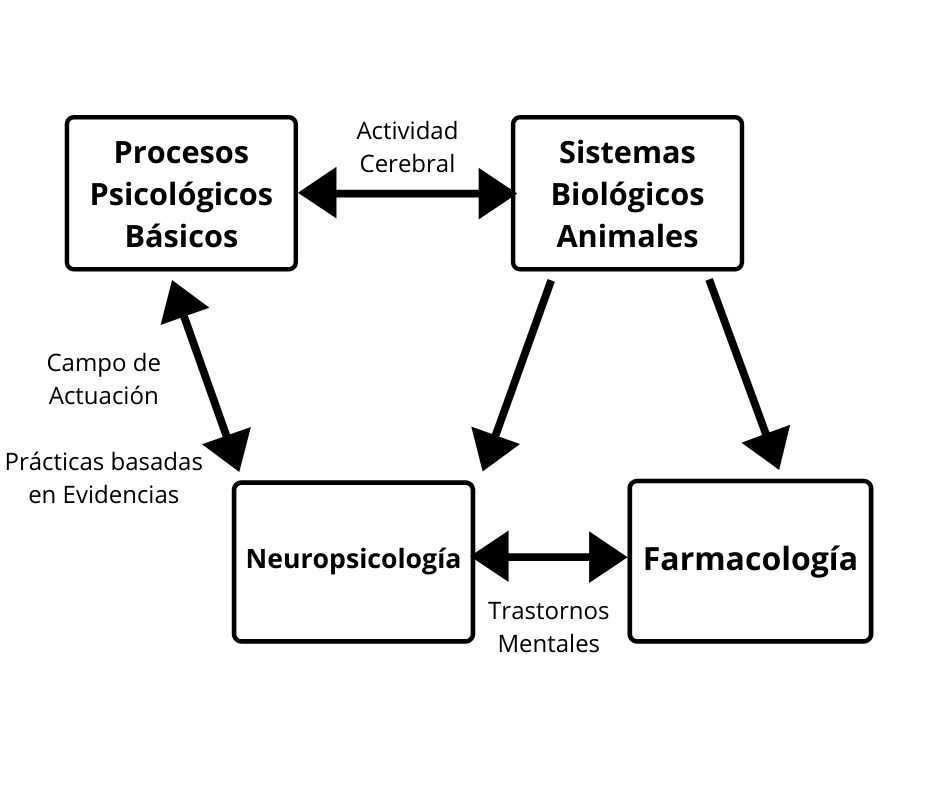 Procesos
Psicológicos
Básicos
Actividad
Cerebral
Sistemas
Biológicos
Animales
Campo de
Actuación
Prácticas basadas
en Evidencias
Neuropsicología
Trastornos
Mentales
Farmacología